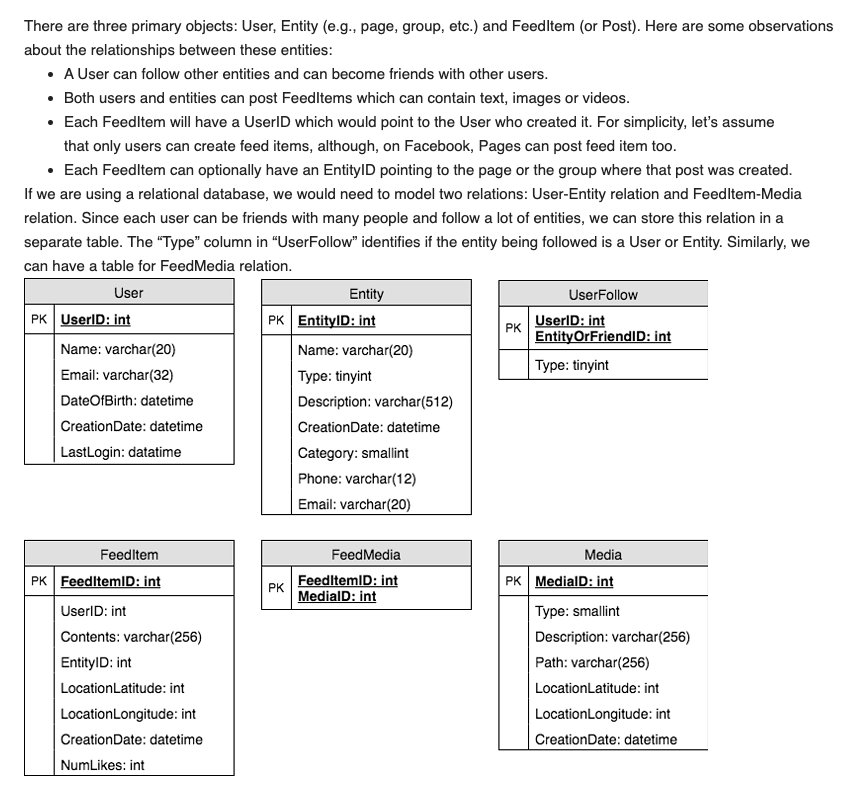 There are three primary objects: User, Entity (e.g., page, group, etc.) and FeedItem (or Post). Here are some observations
about the relationships between these entities:
• A User can follow other entities and can become friends with other users.
• Both users and entities can post FeedItems which can contain text, images or videos.
• Each FeedItem will have a UserID which would point to the User who created it. For simplicity, let’s assume
that only users can create feed items, although, on Facebook, Pages can post feed item too.
• Each FeedItem can optionally have an EntityID pointing to the page or the group where that post was created.
If we are using a relational database, we would need to model two relations: User-Entity relation and FeedItem-Media
relation. Since each user can be friends with many people and follow a lot of entities, we can store this relation in a
separate table. The “Type” column in “UserFollow” identifies if the entity being followed is a User or Entity. Similarly, we
can have a table for FeedMedia relation.
User
PK UserID: int
Name: varchar(20)
Email: varchar(32)
DateOfBirth: datetime
CreationDate: datetime
LastLogin: datatime
Entity
PK EntityID: int
Name: varchar(20)
Type: tinyint
Description: varchar(512)
CreationDate: datetime
Category: smallint
Phone: varchar(12)
Email: varchar(20)
UserFollow
PK UserID: int
EntityOrFriendID: int
Type: tinyint
FeedItem
PK FeedItemID: int
UserID: int
Contents: varchar(256)
EntityID: int
LocationLatitude: int
LocationLongitude: int
CreationDate: datetime
NumLikes: int
FeedMedia
PK FeedItemID: int
MediaID: int
Media
PK MediaID: int
Type: smallint
Description: varchar(256)
Path: varchar(256)
LocationLatitude: int
LocationLongitude: int
CreationDate: datetime